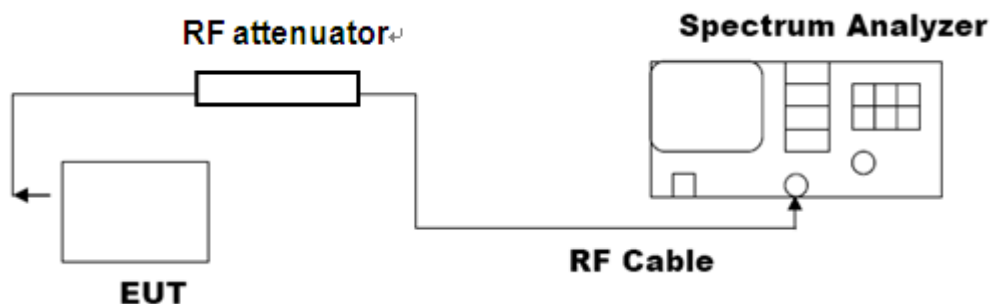 RF attenuator↵
Spectrum Analyzer
RF Cable
EUT